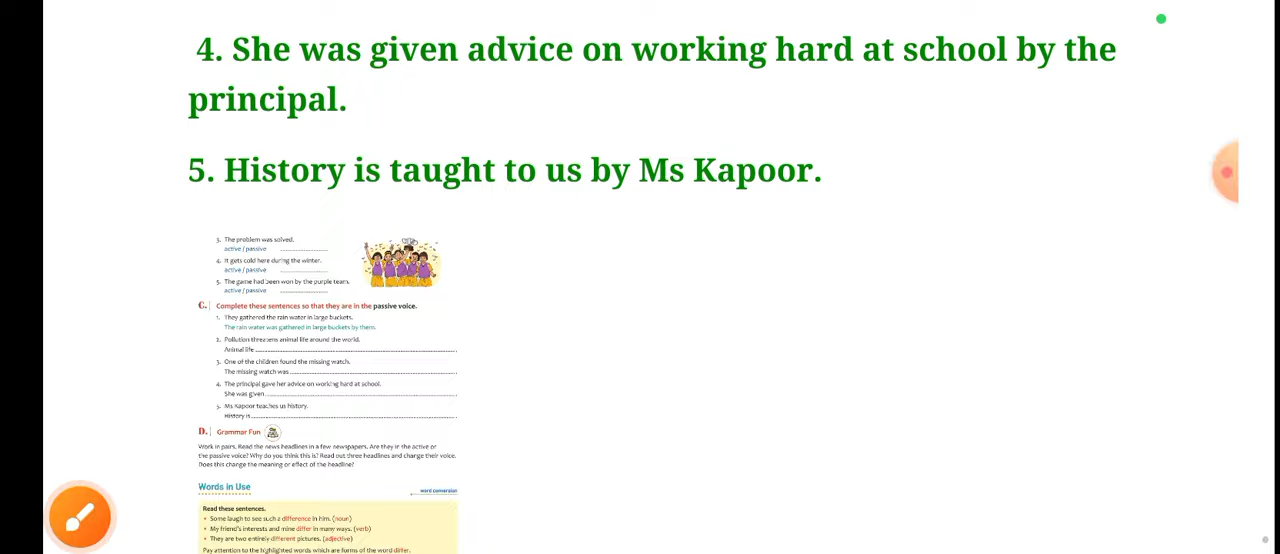 4. She was given advice on working hard at school by the
principal.
5. History is taught to us by Ms Kapoor.
3. The problem was solved.
active / passive ....................
4. It gets cold here during the winter.
active / passive ....................
5. The game had been won by the purple team.
active / passive ....................
C. Complete these sentences so that they are in the passive voice.
1. They gathered the rain water in large buckets.
The rain water was gathered in large buckets by them.
2. Pollution threatens animal life around the world.
Animal life ....................
3. One of the children found the missing watch.
The missing watch was ....................
4. The principal gave her advice on working hard at school.
She was given ....................
5. Ms Kapoor teaches us history.
History is ....................
D. Grammar Fun
Work in pairs. Read the news headlines in a few newspapers. Are they in the active or
the passive voice? Why do you think this is? Read out three headlines and change their voice.
Does this change the meaning or effect of the headline?
Words in Use
word conversion
Read these sentences.
• Some laugh to see such a difference in him. (noun)
• My friend's interests and mine differ in many ways. (verb)
• They are two entirely different pictures. (adjective)
Pay attention to the highlighted words which are forms of the word differ.